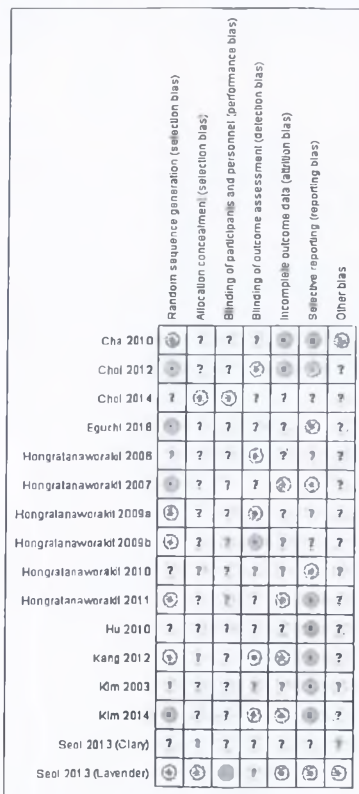 Random sequence generation (selection bias)
Allocation concealment (selection bias)
Blinding of participants and personnel (performance bias)
Blinding of outcome assessment (detection bias)
Incomplete outcome data (attrition bias)
Selective reporting (reporting bias)
Other bias
Cha 2010 ? ? ?
Choi 2012 ? ? ?
Choi 2014 ? ? ? ? ?
Eguchi 2016 ? ? ? ? ?
Hongratanaworakit 2006 ? ? ? ? ? ?
Hongratanaworakit 2007 ? ? ? ?
Hongratanaworakit 2009a ? ? ? ? ?
Hongratanaworakit 2009b ? ? ? ? ?
Hongratanaworakit 2010 ? ? ? ? ? ?
Hongratanaworakit 2011 ? ? ? ?
Hu 2010 ? ? ? ? ? ?
Kang 2012 ? ? ?
Kim 2003 ? ? ? ? ? ?
Kim 2014 ? ? ?
Seol 2013 (Clary) ? ? ? ? ? ?
Seol 2013 (Lavender) ?